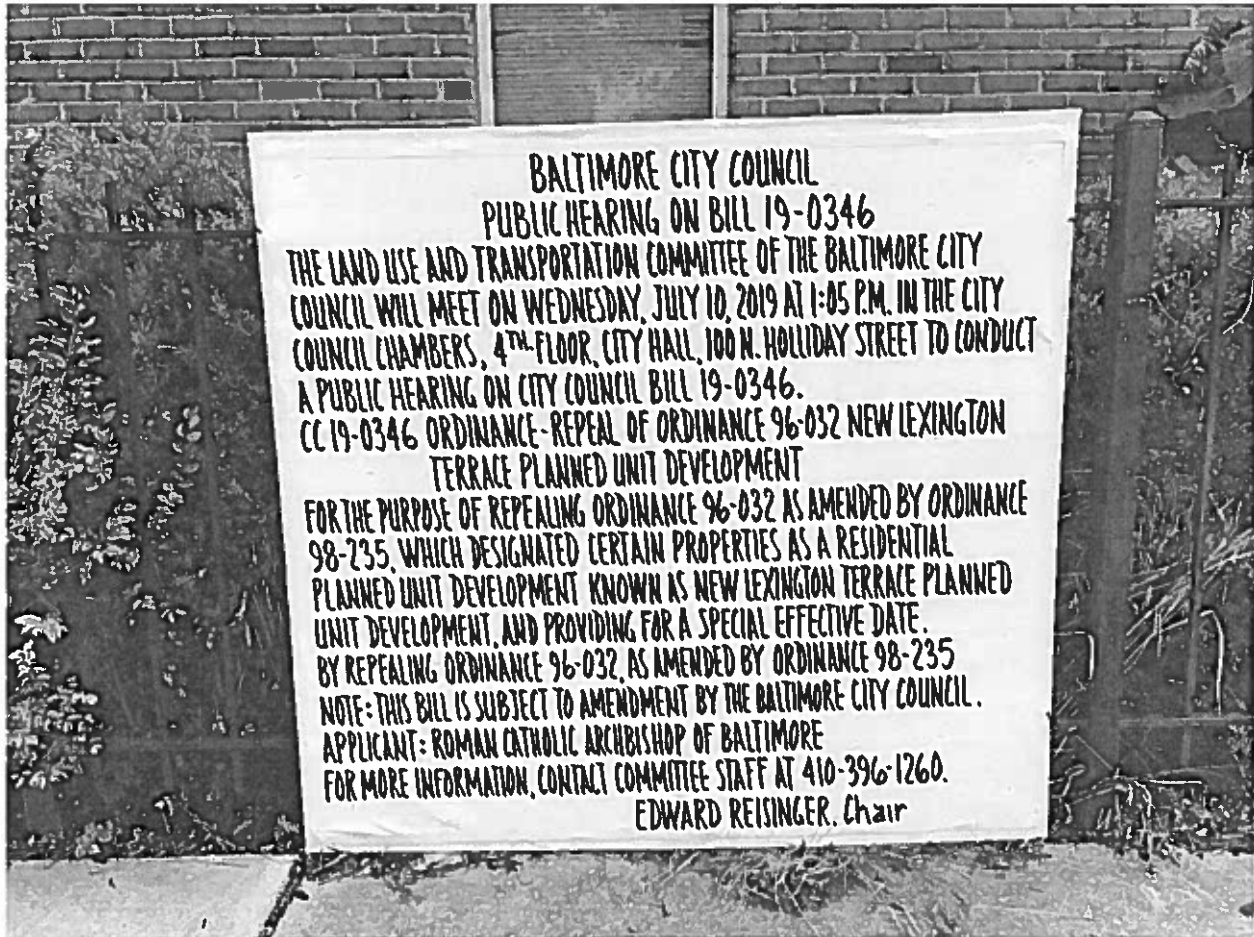 BALTIMORE CITY COUNCIL
PUBLIC HEARING ON BILL 19-0346
THE LAND USE AND TRANSPORTATION COMMITTEE OF THE BALTIMORE CITY
COUNCIL WILL MEET ON WEDNESDAY, JULY 10, 2019 AT 1:05 P.M. IN THE CITY
COUNCIL CHAMBERS, 4TH FLOOR, CITY HALL, 100 N. HOLLIDAY STREET TO CONDUCT
A PUBLIC HEARING ON CITY COUNCIL BILL 19-0346.
CC 19-0346 ORDINANCE-REPEAL OF ORDINANCE 96-032 NEW LEXINGTON
TERRACE PLANNED UNIT DEVELOPMENT
FOR THE PURPOSE OF REPEALING ORDINANCE 96-032 AS AMENDED BY ORDINANCE
98-235, WHICH DESIGNATED CERTAIN PROPERTIES AS A RESIDENTIAL
PLANNED UNIT DEVELOPMENT KNOWN AS NEW LEXINGTON TERRACE PLANNED
UNIT DEVELOPMENT, AND PROVIDING FOR A SPECIAL EFFECTIVE DATE.
BY REPEALING ORDINANCE 96-032, AS AMENDED BY ORDINANCE 98-235
NOTE: THIS BILL IS SUBJECT TO AMENDMENT BY THE BALTIMORE CITY COUNCIL.
APPLICANT: ROMAN CATHOLIC ARCHBISHOP OF BALTIMORE
FOR MORE INFORMATION, CONTACT COMMITTEE STAFF AT 410-396-1260.
EDWARD REISINGER, Chair